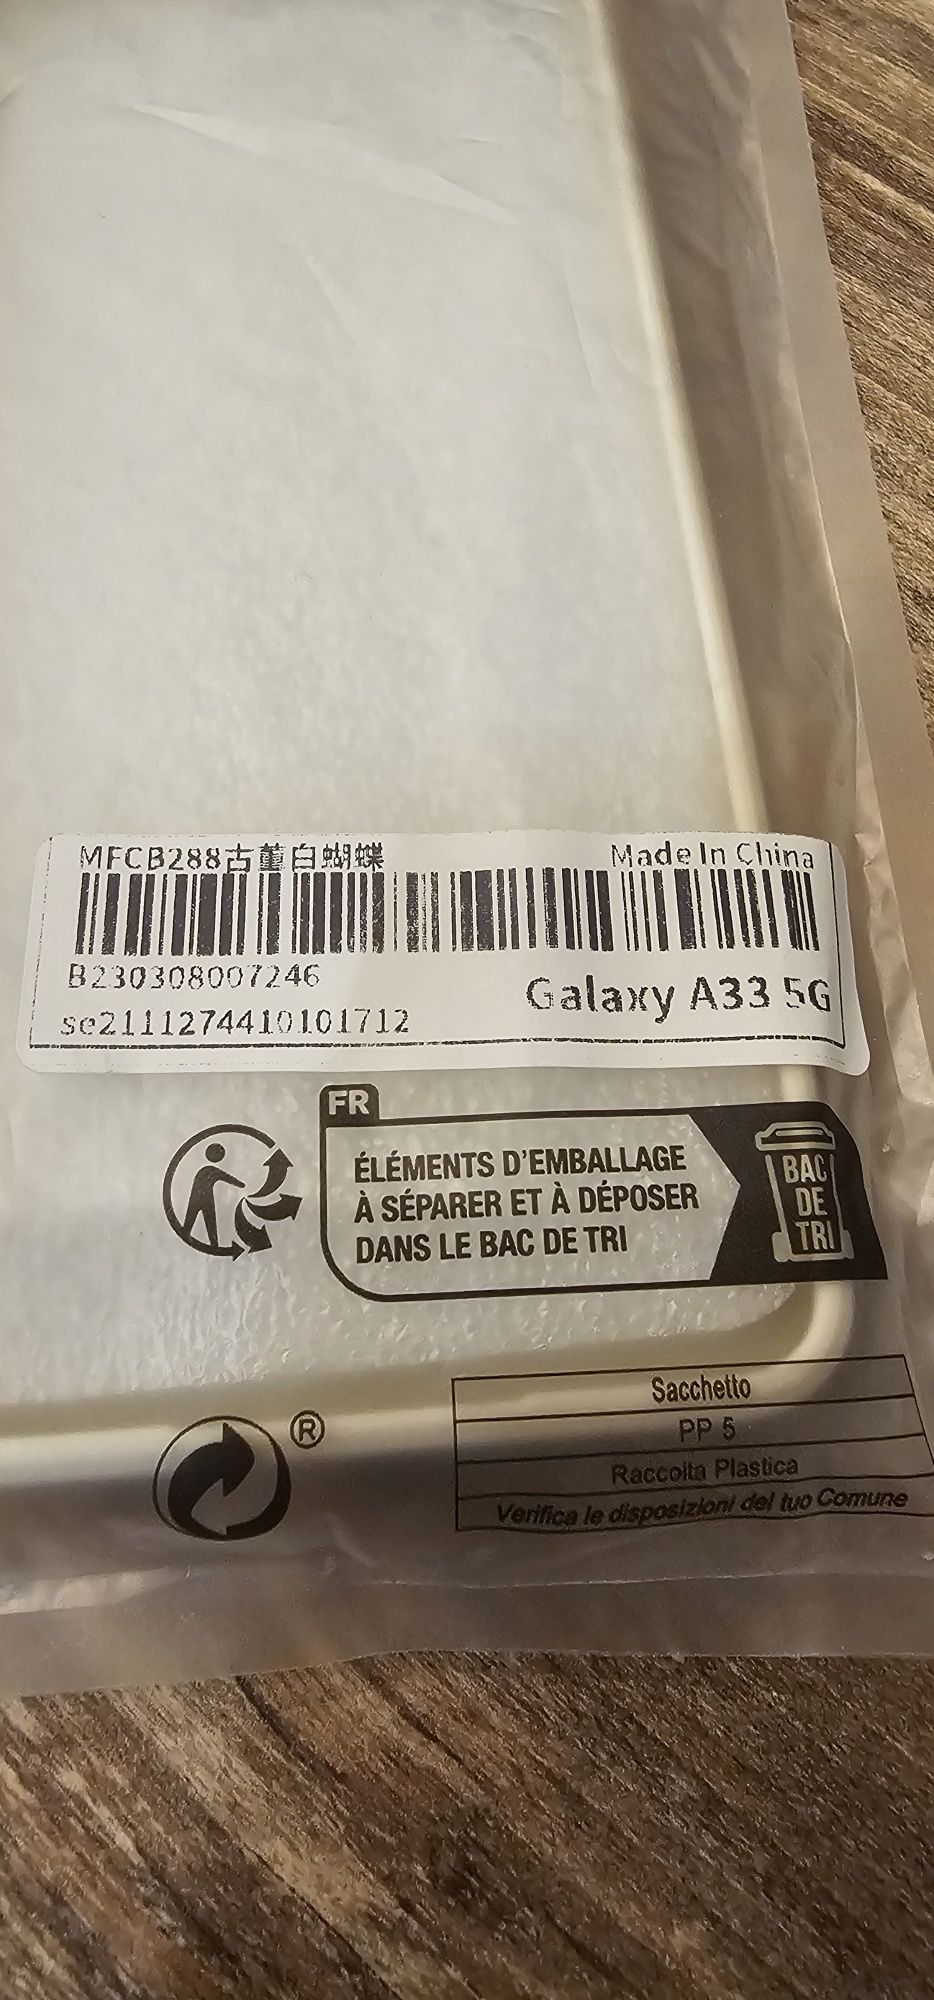 MFCB288古董白蝴蝶
Made In China
B230308007246
Galaxy A33 5G
se2111274410101712
FR
ÉLÉMENTS D'EMBALLAGE
À SÉPARER ET À DÉPOSER
DANS LE BAC DE TRI
BAC
DE
TRI
®
Sacchetto
PP 5
Raccolta Plastica
Verifica le disposizioni del tuo Comune